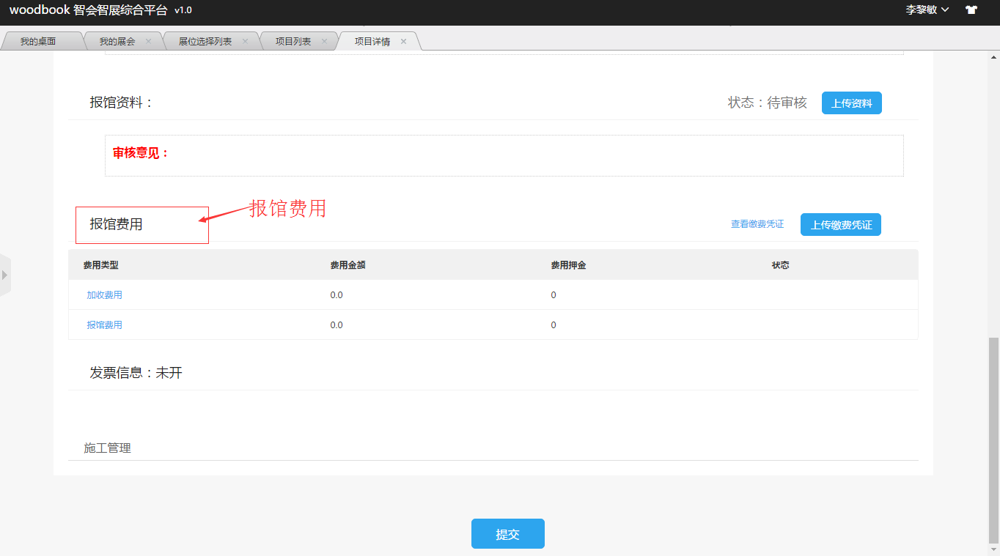 woodbook 智会智展综合平台 v1.0 李黎敏
我的桌面 我的展会 展位选择列表 项目列表 项目详情
报馆资料： 状态：待审核 上传资料
审核意见：
报馆费用
报馆费用 查看缴费凭证 上传缴费凭证
费用类型 费用金额 费用押金 状态
加收费用 0.0 0
报馆费用 0.0 0
发票信息：未开
施工管理
提交